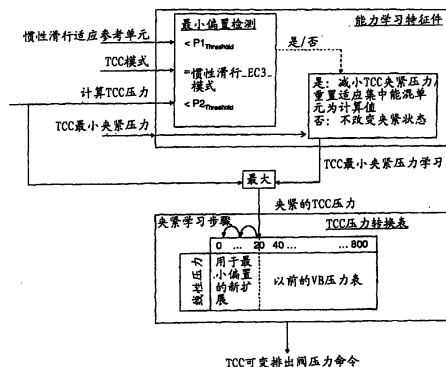 能力学习特征件
最小偏置检测
惯性滑行适应参考单元
< P1Threshold
是/否
TCC模式
=惯性滑行_EC3_
模式
计算TCC压力
< P2Threshold
是: 减小TCC夹紧压力/
重置适应集中能混单
元为计算值
否: 不改变夹紧状态
TCC最小夹紧压力
TCC最小夹紧压力学习
最大
夹紧的TCC压力
夹紧学习步骤
TCC压力转换表
0 ... 20 40 ... ... 800
线性压力
用于最
小偏置
的新扩
展
以前的VB压力表
TCC可变排出阀压力命令